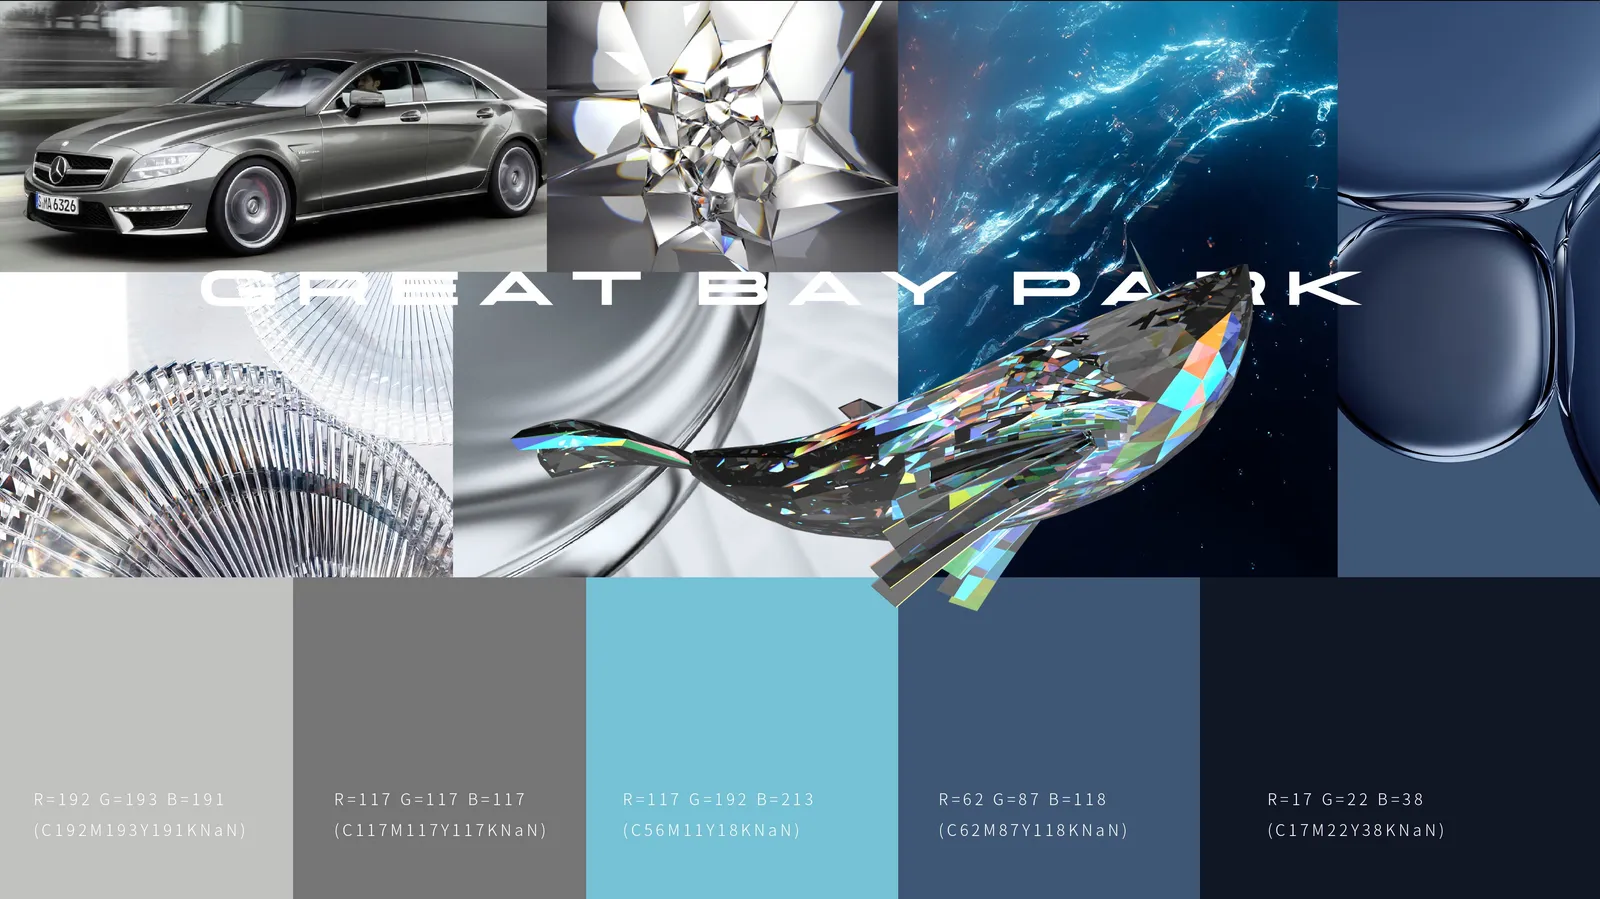 S MA 6326
GREAT BAY PARK
R=192 G=193 B=191
(C192M193Y191KNaN)
R=117 G=117 B=117
(C117M117Y117KNaN)
R=117 G=192 B=213
(C56M11Y18KNaN)
R=62 G=87 B=118
(C62M87Y118KNaN)
R=17 G=22 B=38
(C17M22Y38KNaN)